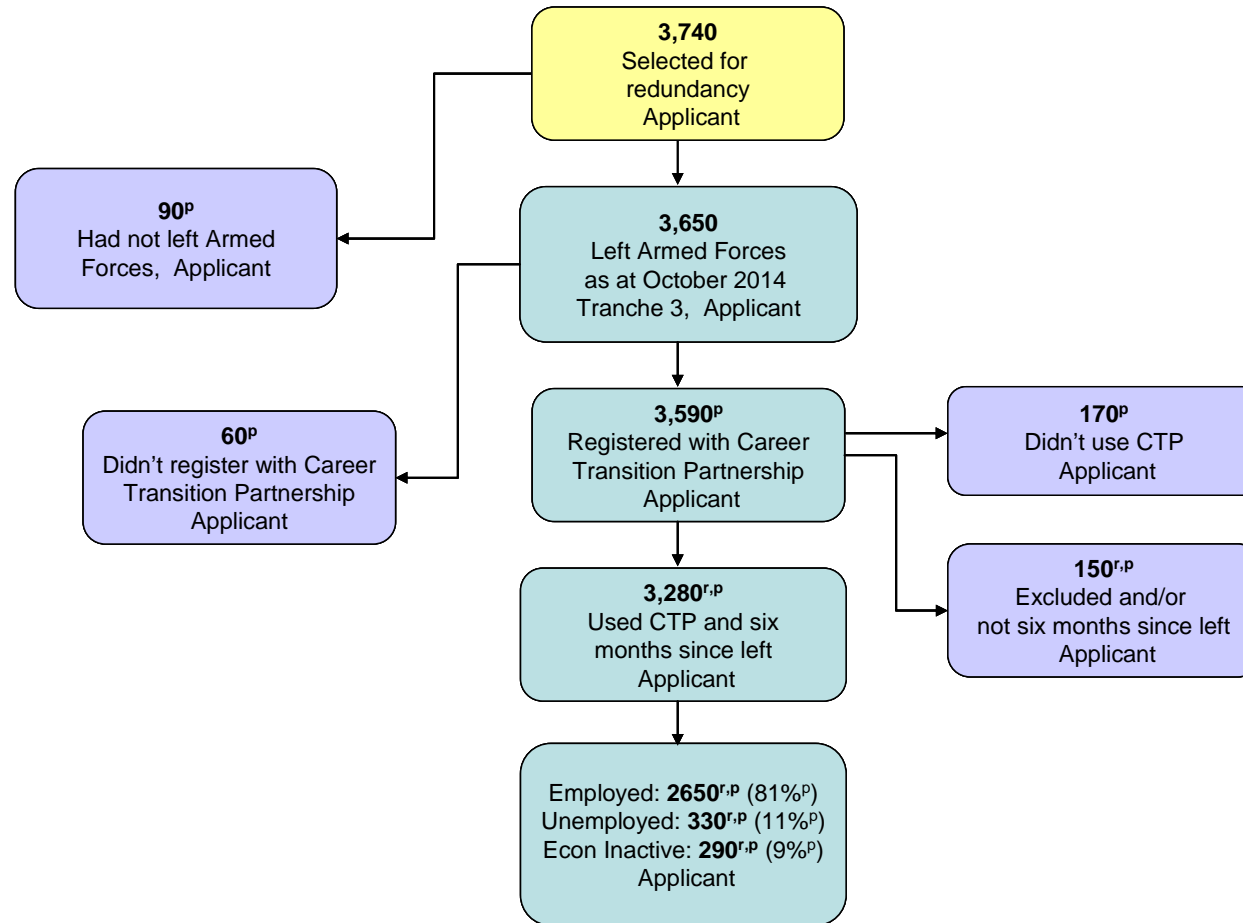 3,740
Selected for
redundancy
Applicant
90ᵖ
Had not left Armed
Forces, Applicant
3,650
Left Armed Forces
as at October 2014
Tranche 3, Applicant
60ᵖ
Didn’t register with Career
Transition Partnership
Applicant
3,590ᵖ
Registered with Career
Transition Partnership
Applicant
170ᵖ
Didn’t use CTP
Applicant
3,280ʳ,ᵖ
Used CTP and six
months since left
Applicant
150ʳ,ᵖ
Excluded and/or
not six months since left
Applicant
Employed: 2650ʳ,ᵖ (81%ᵖ)
Unemployed: 330ʳ,ᵖ (11%ᵖ)
Econ Inactive: 290ʳ,ᵖ (9%ᵖ)
Applicant